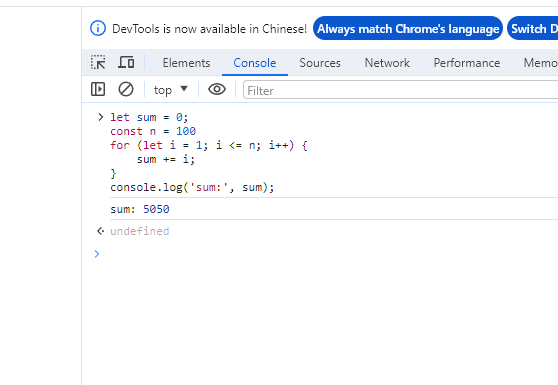 DevTools is now available in Chinese! Always match Chrome's language Switch D
Elements Console Sources Network Performance Memo
top Filter
let sum = 0;
const n = 100
for (let i = 1; i <= n; i++) {
    sum += i;
}
console.log('sum:', sum);
sum: 5050
undefined